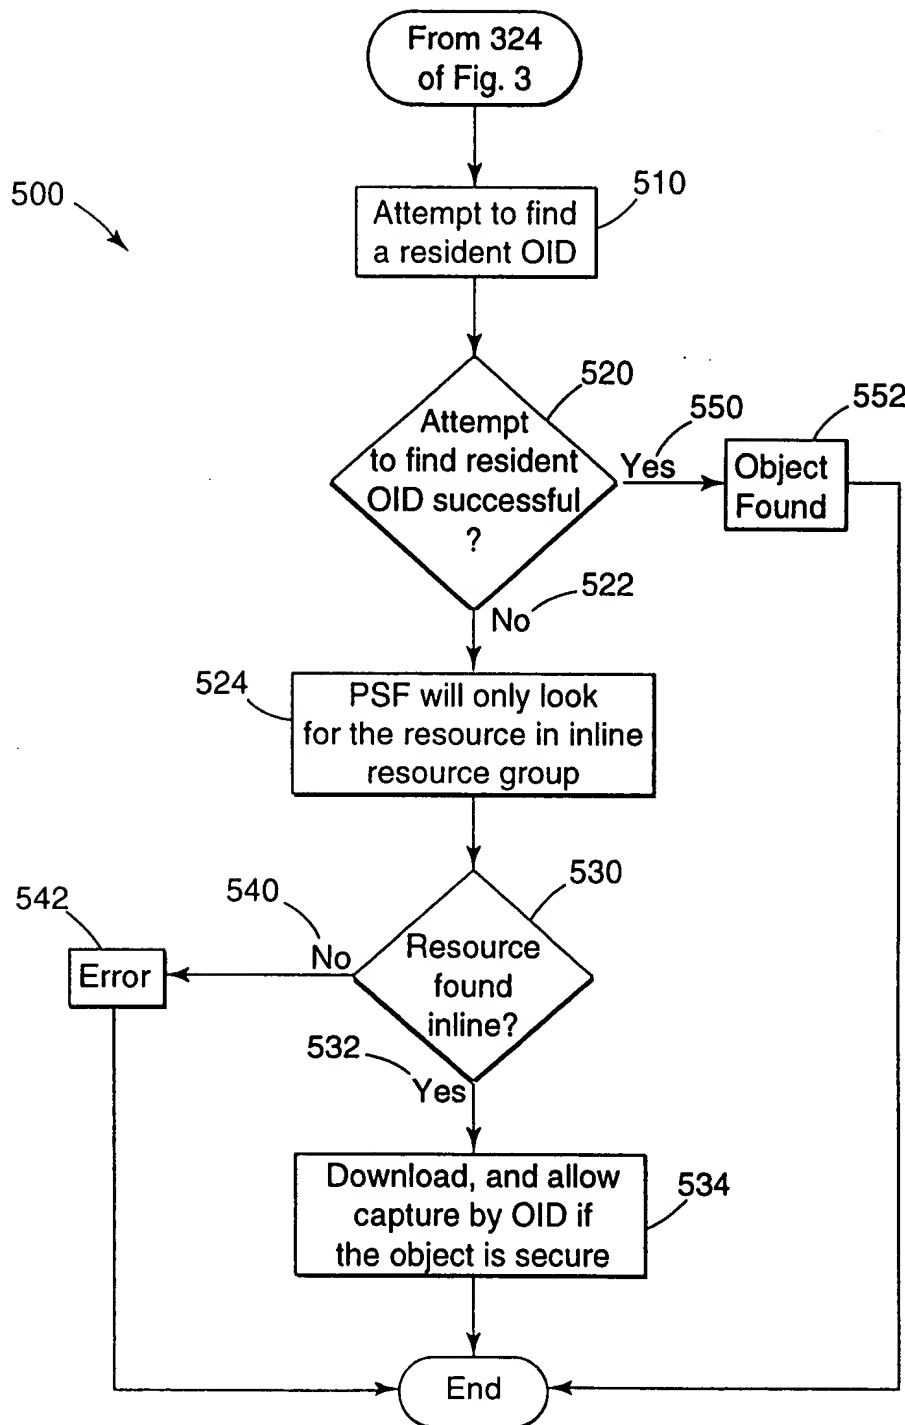 From 324
of Fig. 3
500
510
Attempt to find
a resident OID
520
Attempt
to find resident
OID successful
?
550
Yes
552
Object
Found
522
No
524
PSF will only look
for the resource in inline
resource group
530
Resource
found
inline?
540
No
542
Error
532
Yes
Download, and allow
capture by OID if
the object is secure
534
End